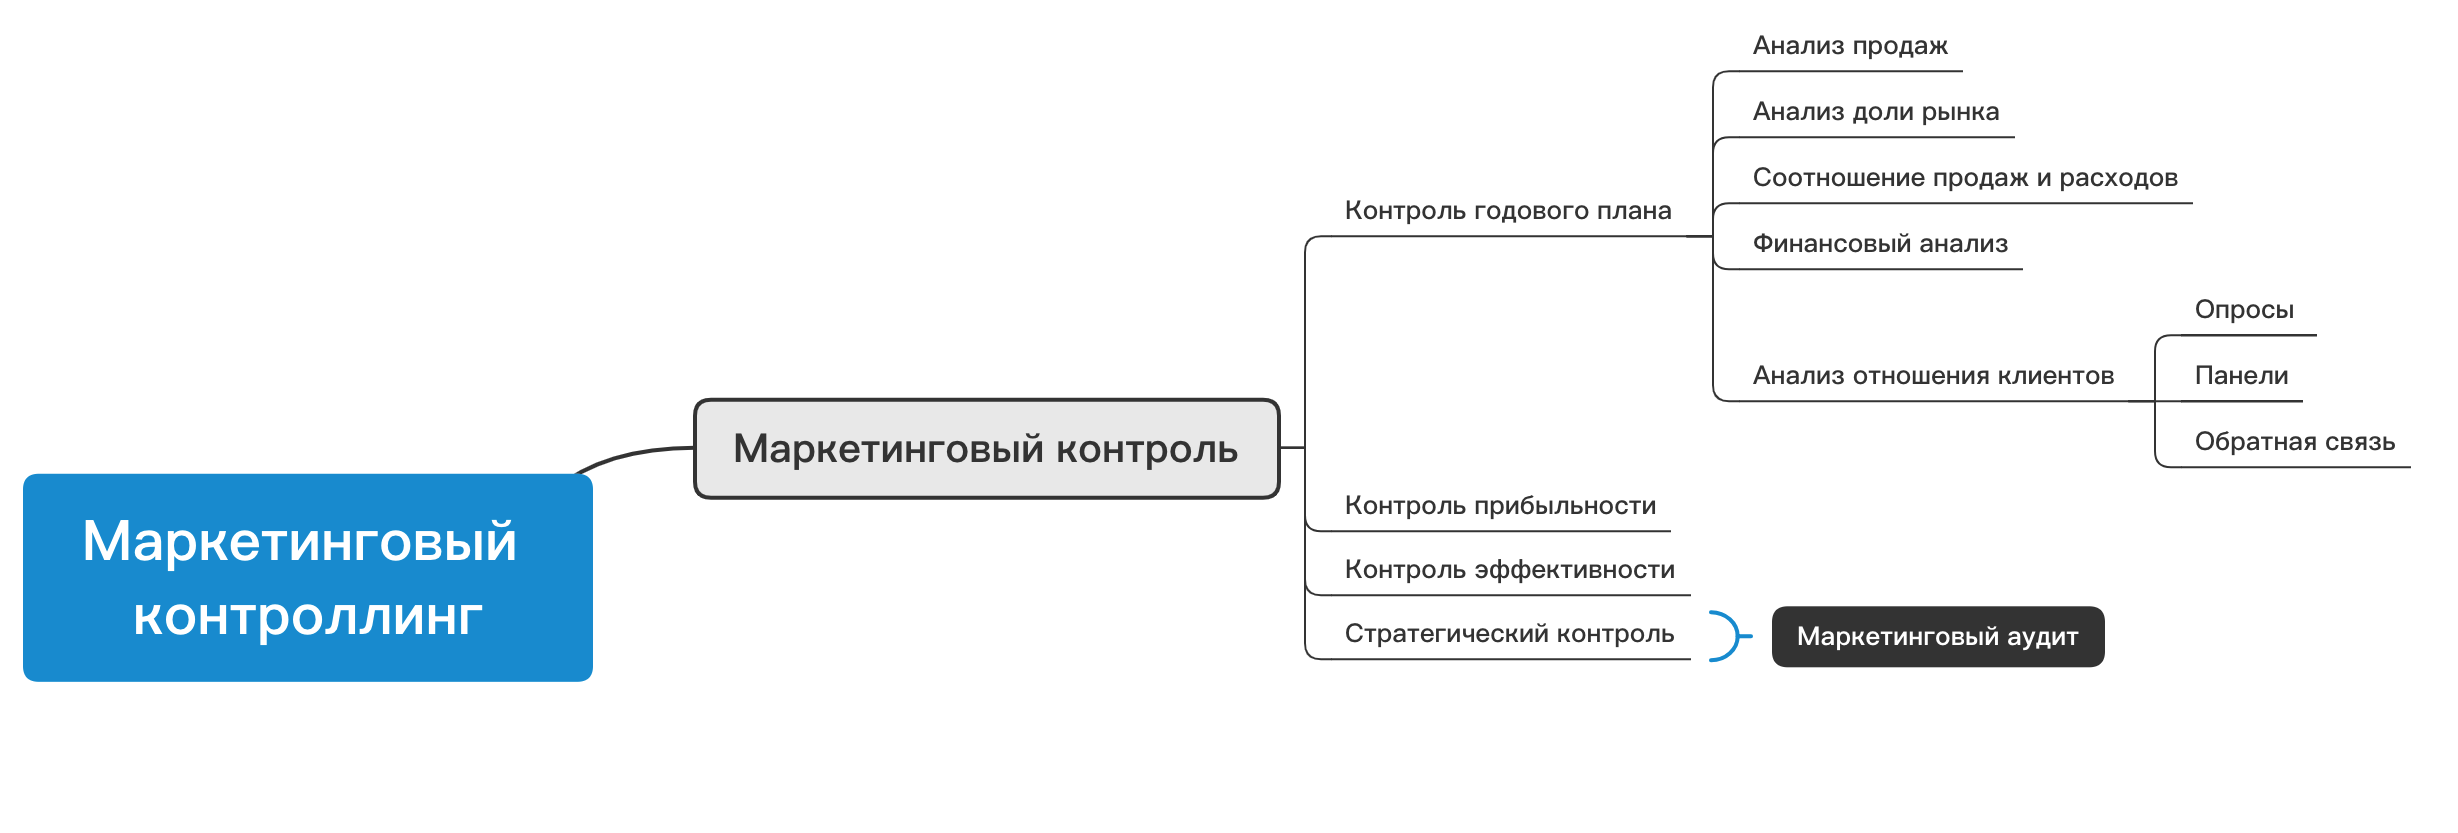 Анализ продаж
Анализ доли рынка
Соотношение продаж и расходов
Контроль годового плана
Финансовый анализ
Опросы
Анализ отношения клиентов
Панели
Обратная связь
Маркетинговый контроль
Контроль прибыльности
Маркетинговый
контроллинг
Контроль эффективности
Стратегический контроль
Маркетинговый аудит